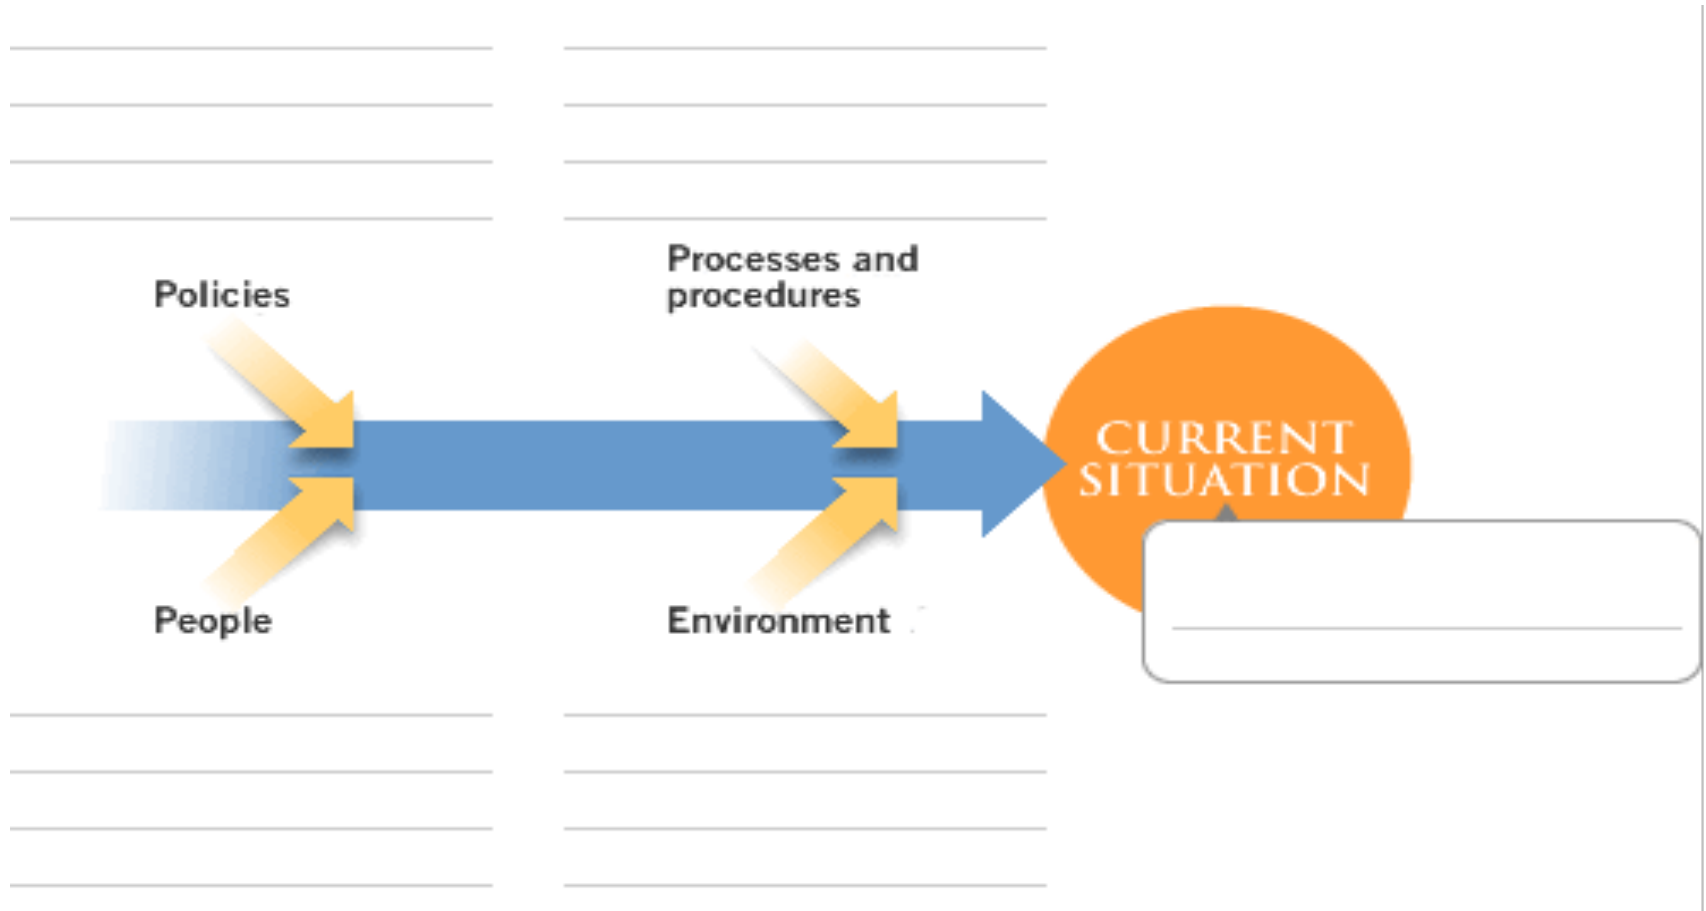 Policies
Processes and
procedures
CURRENT
SITUATION
People
Environment